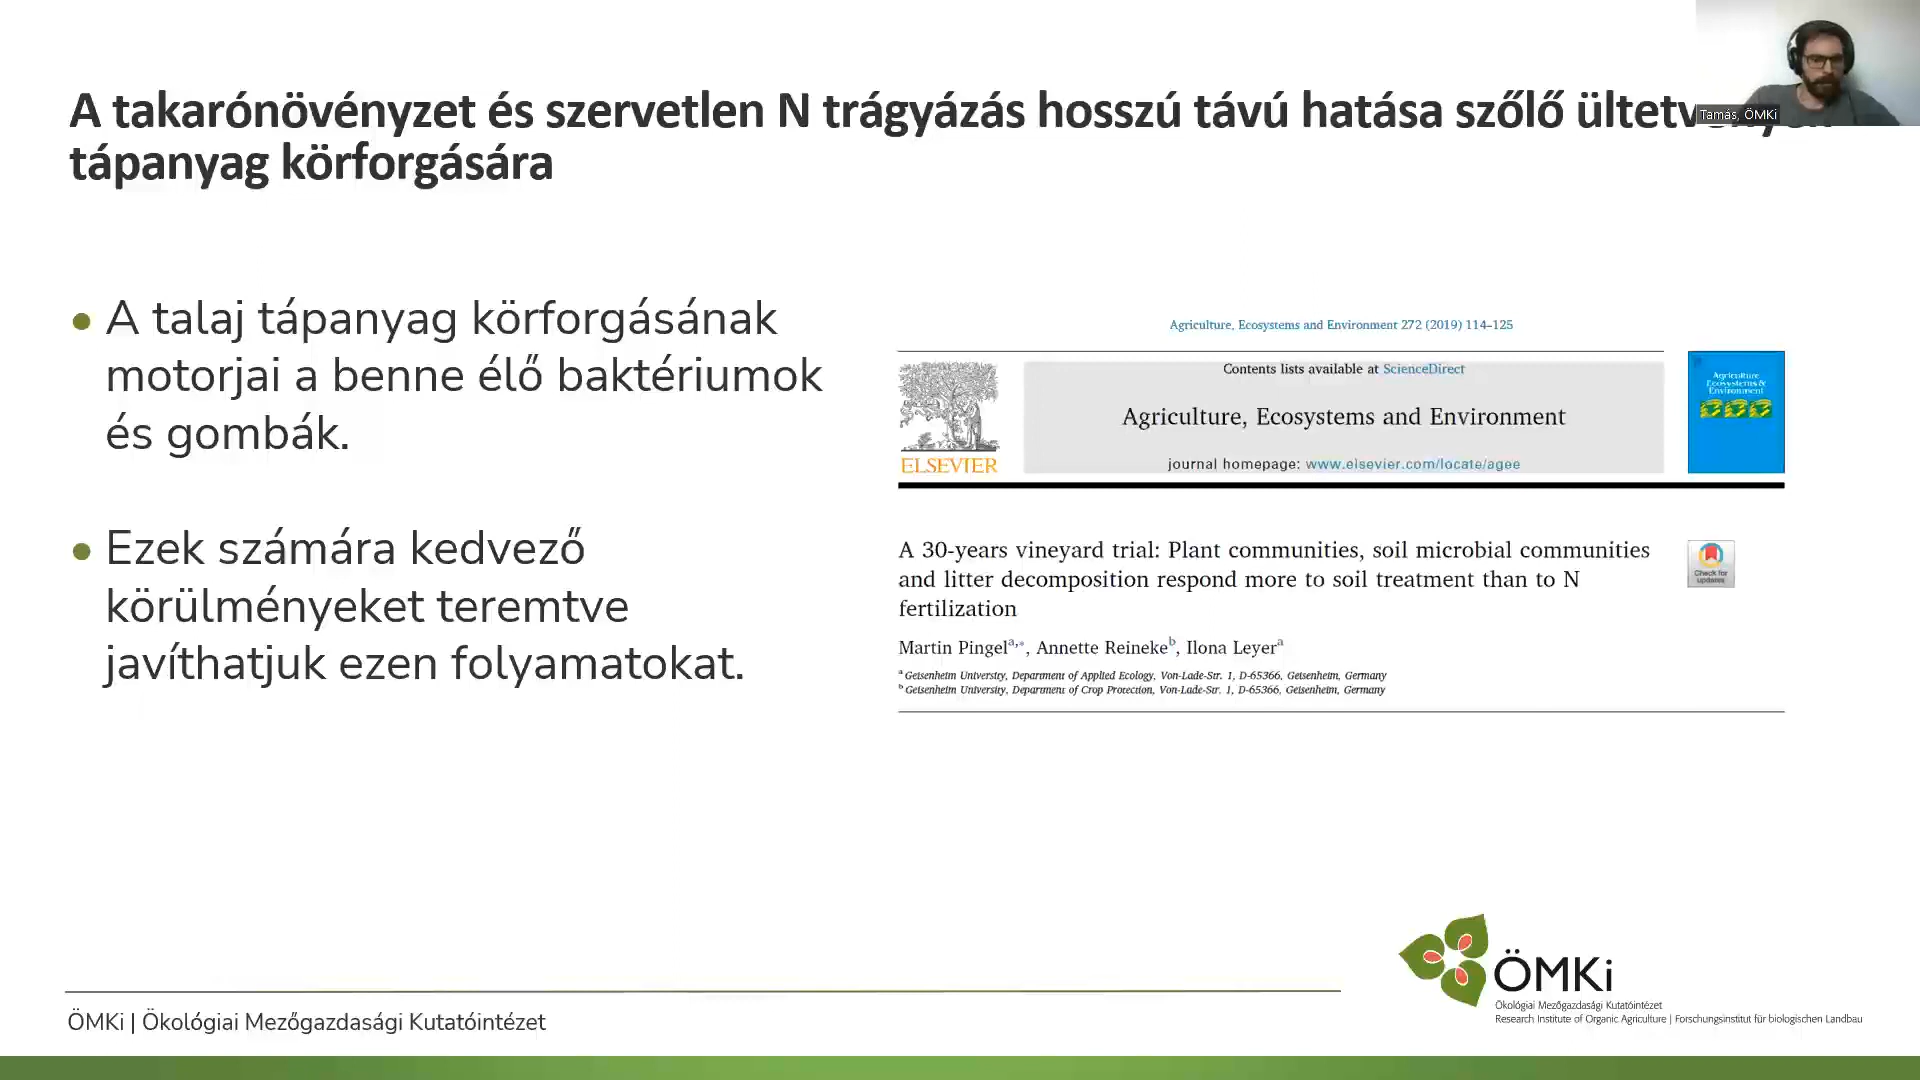 A takarónövényzet és szervetlen N trágyázás hosszú távú hatása szőlő
tápanyag körforgására
Tamás, ÖMKi
• A talaj tápanyag körforgásának
motorjai a benne élő baktériumok
és gombák.
• Ezek számára kedvező
körülményeket teremtve
javíthatjuk ezen folyamatokat.
Agriculture, Ecosystems and Environment 272 (2019) 114–125
Contents lists available at ScienceDirect
Agriculture, Ecosystems and Environment
journal homepage: www.elsevier.com/locate/agee
ELSEVIER
Agriculture
Ecosystems &
Environment
A 30-years vineyard trial: Plant communities, soil microbial communities
and litter decomposition respond more to soil treatment than to N
fertilization
Check for
updates
Martin Pingel a,*, Annette Reineke b, Ilona Leyer a
a Geisenheim University, Department of Applied Ecology, Von-Lade-Str. 1, D-65366, Geisenheim, Germany
b Geisenheim University, Department of Crop Protection, Von-Lade-Str. 1, D-65366, Geisenheim, Germany
ÖMKi | Ökológiai Mezőgazdasági Kutatóintézet
ÖMKi
Ökológiai Mezőgazdasági Kutatóintézet
Research Institute of Organic Agriculture | Forschungsinstitut für biologischen Landbau